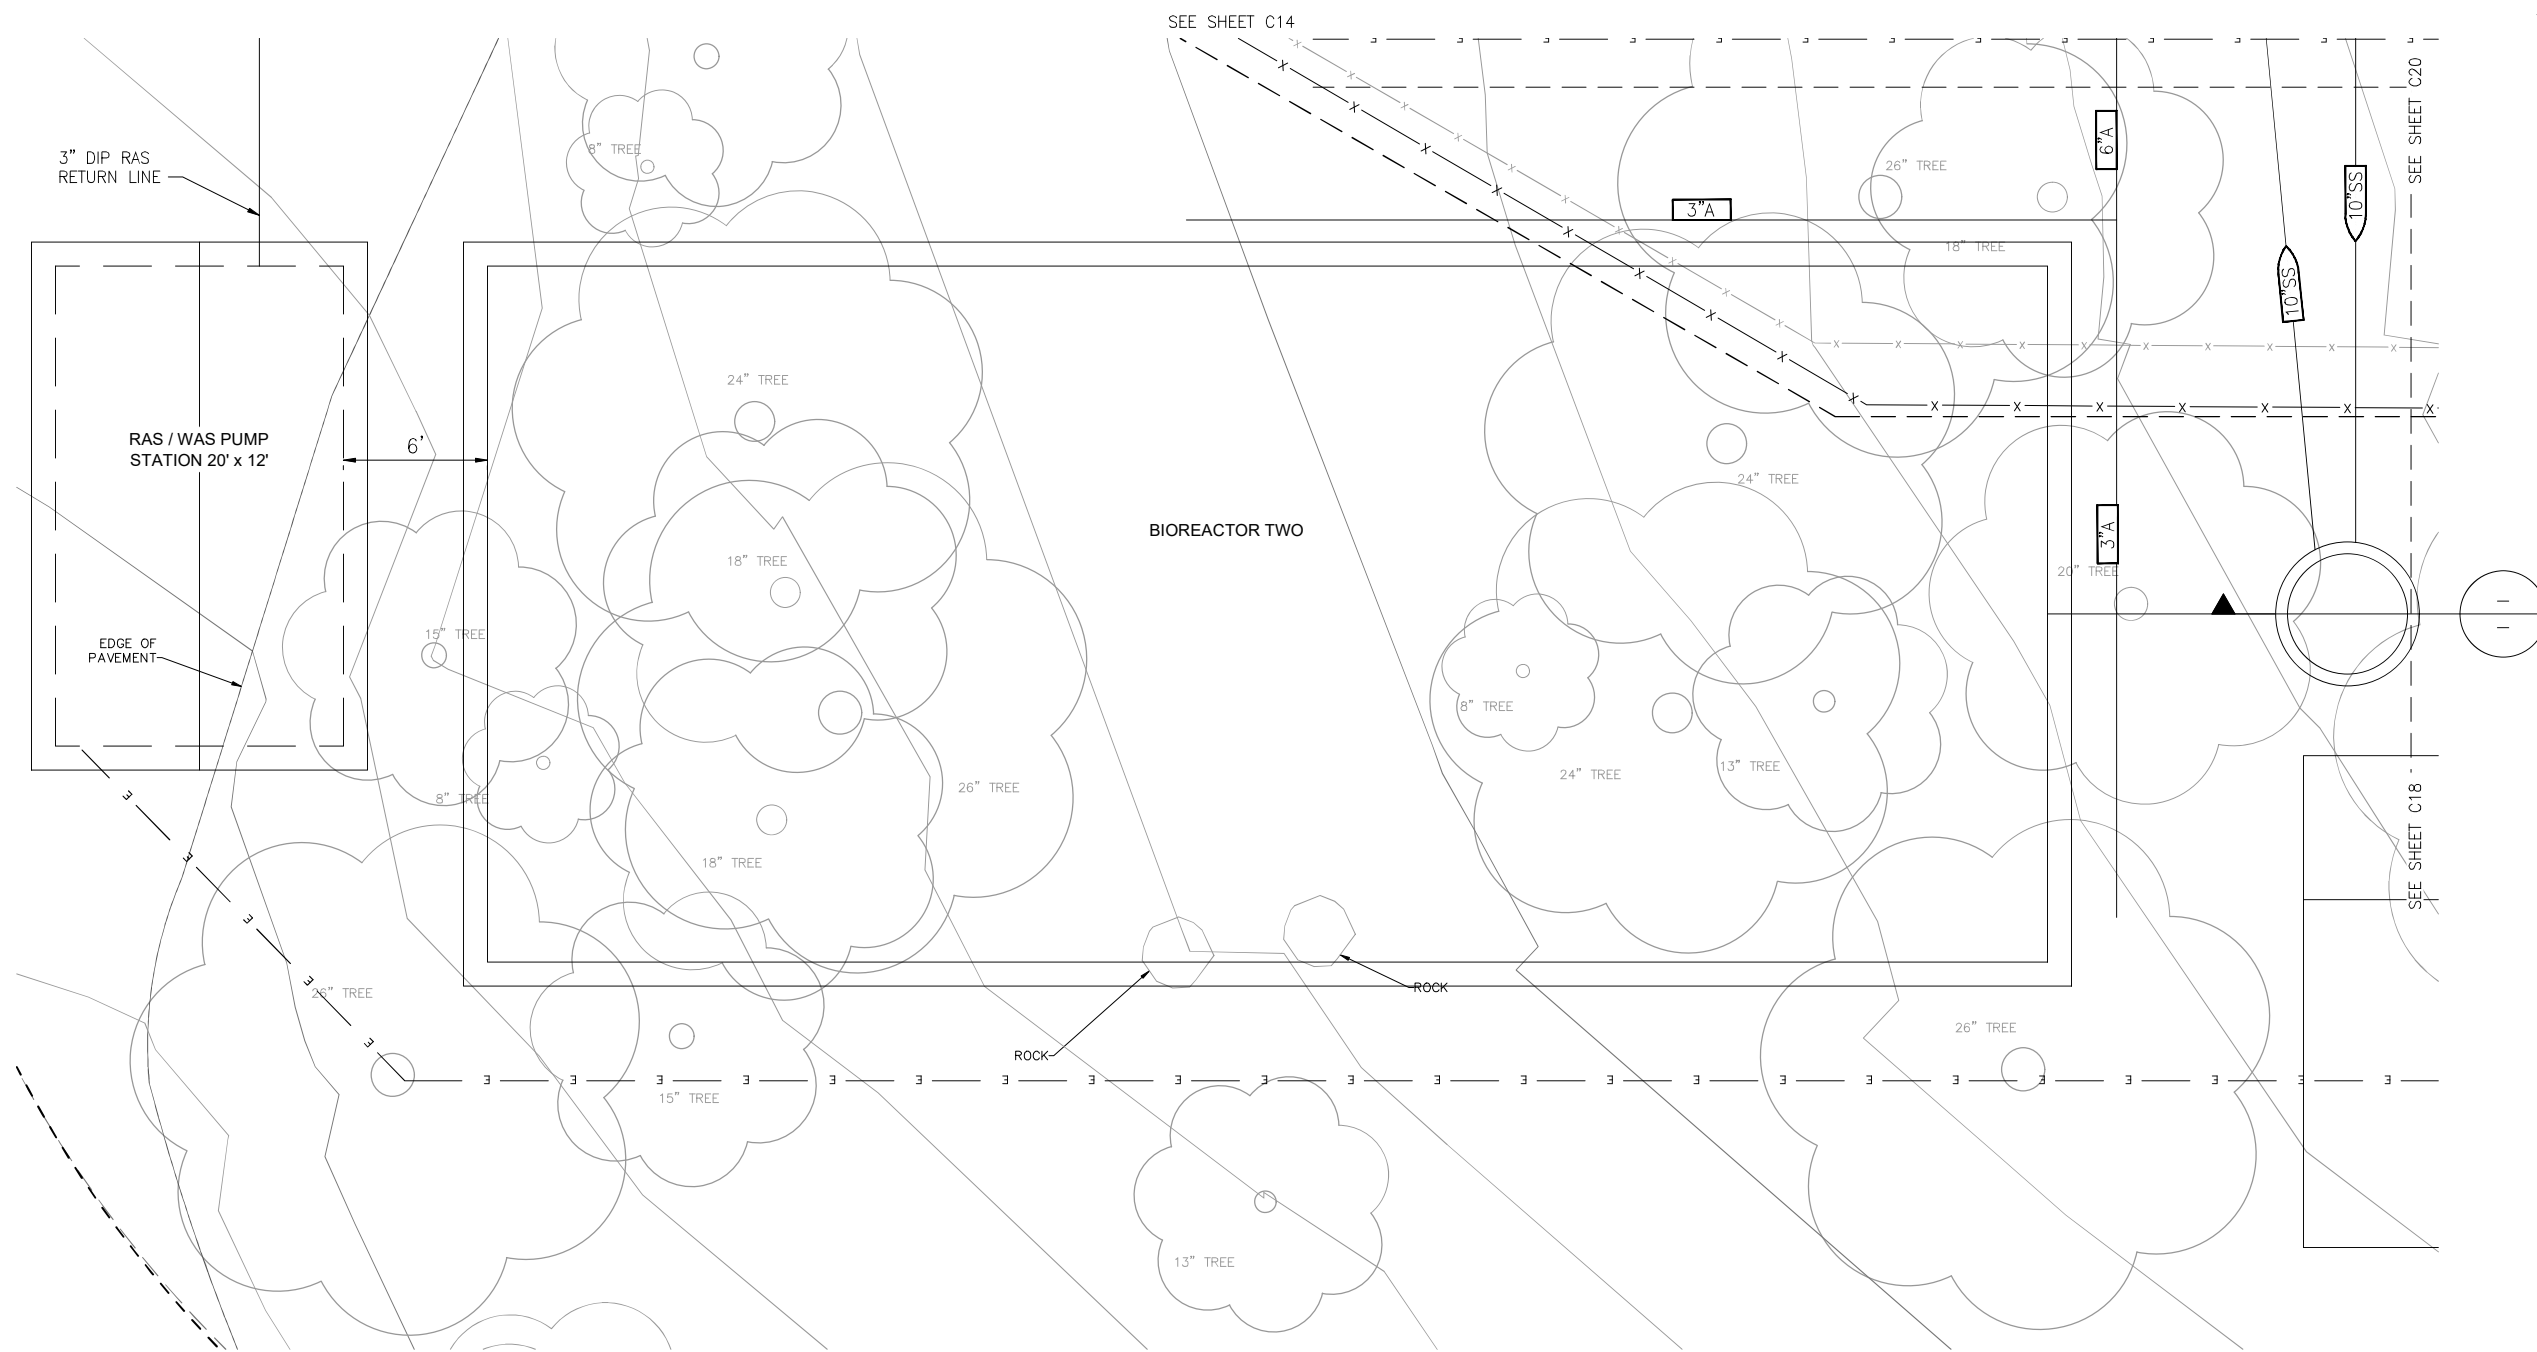 SEE SHEET C14
SEE SHEET C20
3" DIP RAS
RETURN LINE
8" TREE
26" TREE
6"A
3"A
10"SS
18" TREE
10"SS
24" TREE
RAS / WAS PUMP
STATION 20' x 12'
6'
24" TREE
BIOREACTOR TWO
3"A
18" TREE
20" TREE
15" TREE
EDGE OF
PAVEMENT
8" TREE
24" TREE
13" TREE
26" TREE
8" TREE
SEE SHEET C18
18" TREE
26" TREE
ROCK
ROCK
26" TREE
15" TREE
13" TREE